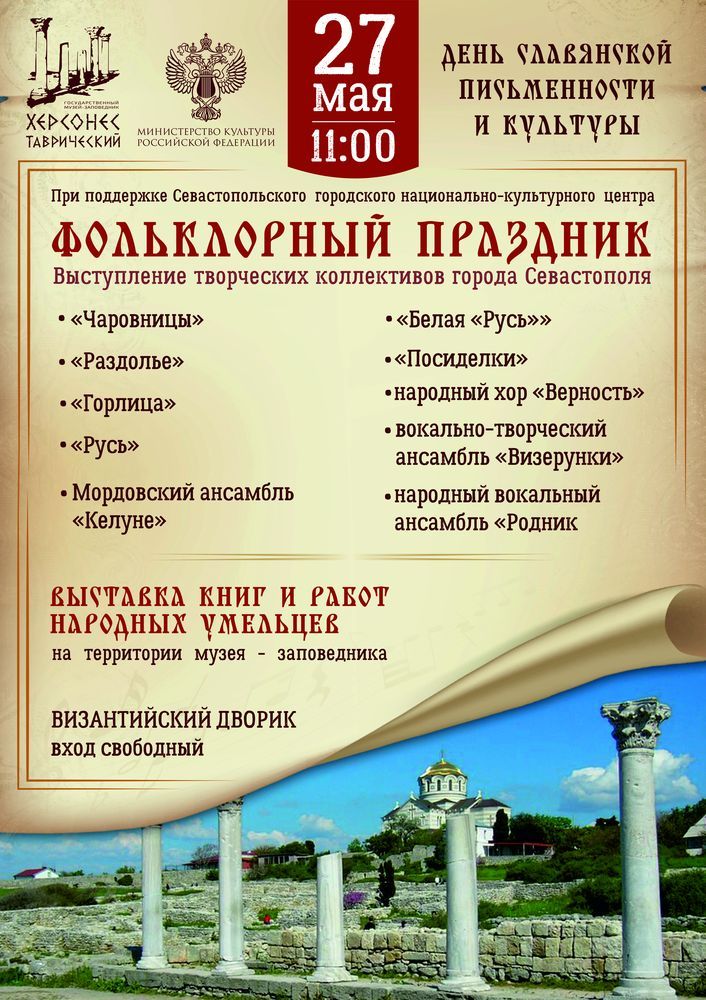 ГОСУДАРСТВЕННЫЙ
МУЗЕЙ-ЗАПОВЕДНИК
ХЕРСОНЕС
ТАВРИЧЕСКИЙ
МИНИСТЕРСТВО КУЛЬТУРЫ
РОССИЙСКОЙ ФЕДЕРАЦИИ
27
мая
11:00
ДЕНЬ СЛАВЯНСКОЙ
ПИСЬМЕННОСТИ
И КУЛЬТУРЫ
При поддержке Севастопольского городского национально-культурного центра
ФОЛЬКЛОРНЫЙ ПРАЗДНИК
Выступление творческих коллективов города Севастополя
• «Чаровницы»
• «Раздолье»
• «Горлица»
• «Русь»
• Мордовский ансамбль
«Келуне»
• «Белая «Русь»»
• «Посиделки»
• народный хор «Верность»
• вокально-творческий
ансамбль «Визерунки»
• народный вокальный
ансамбль «Родник
ВЫСТАВКА КНИГ И РАБОТ
НАРОДНЫХ УМЕЛЬЦЕВ
на территории музея - заповедника
ВИЗАНТИЙСКИЙ ДВОРИК
вход свободный